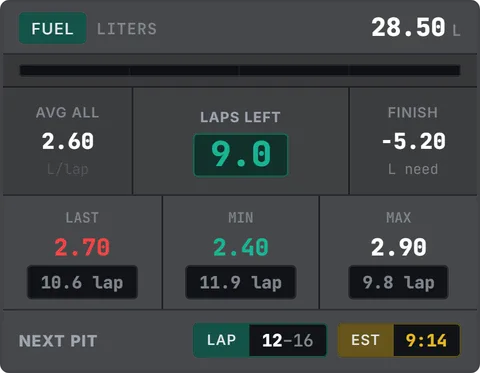 FUEL LITERS 28.50 L
AVG ALL
2.60
L/lap
LAPS LEFT
9.0
FINISH
-5.20
L need
LAST
2.70
10.6 lap
MIN
2.40
11.9 lap
MAX
2.90
9.8 lap
NEXT PIT LAP 12–16 EST 9:14